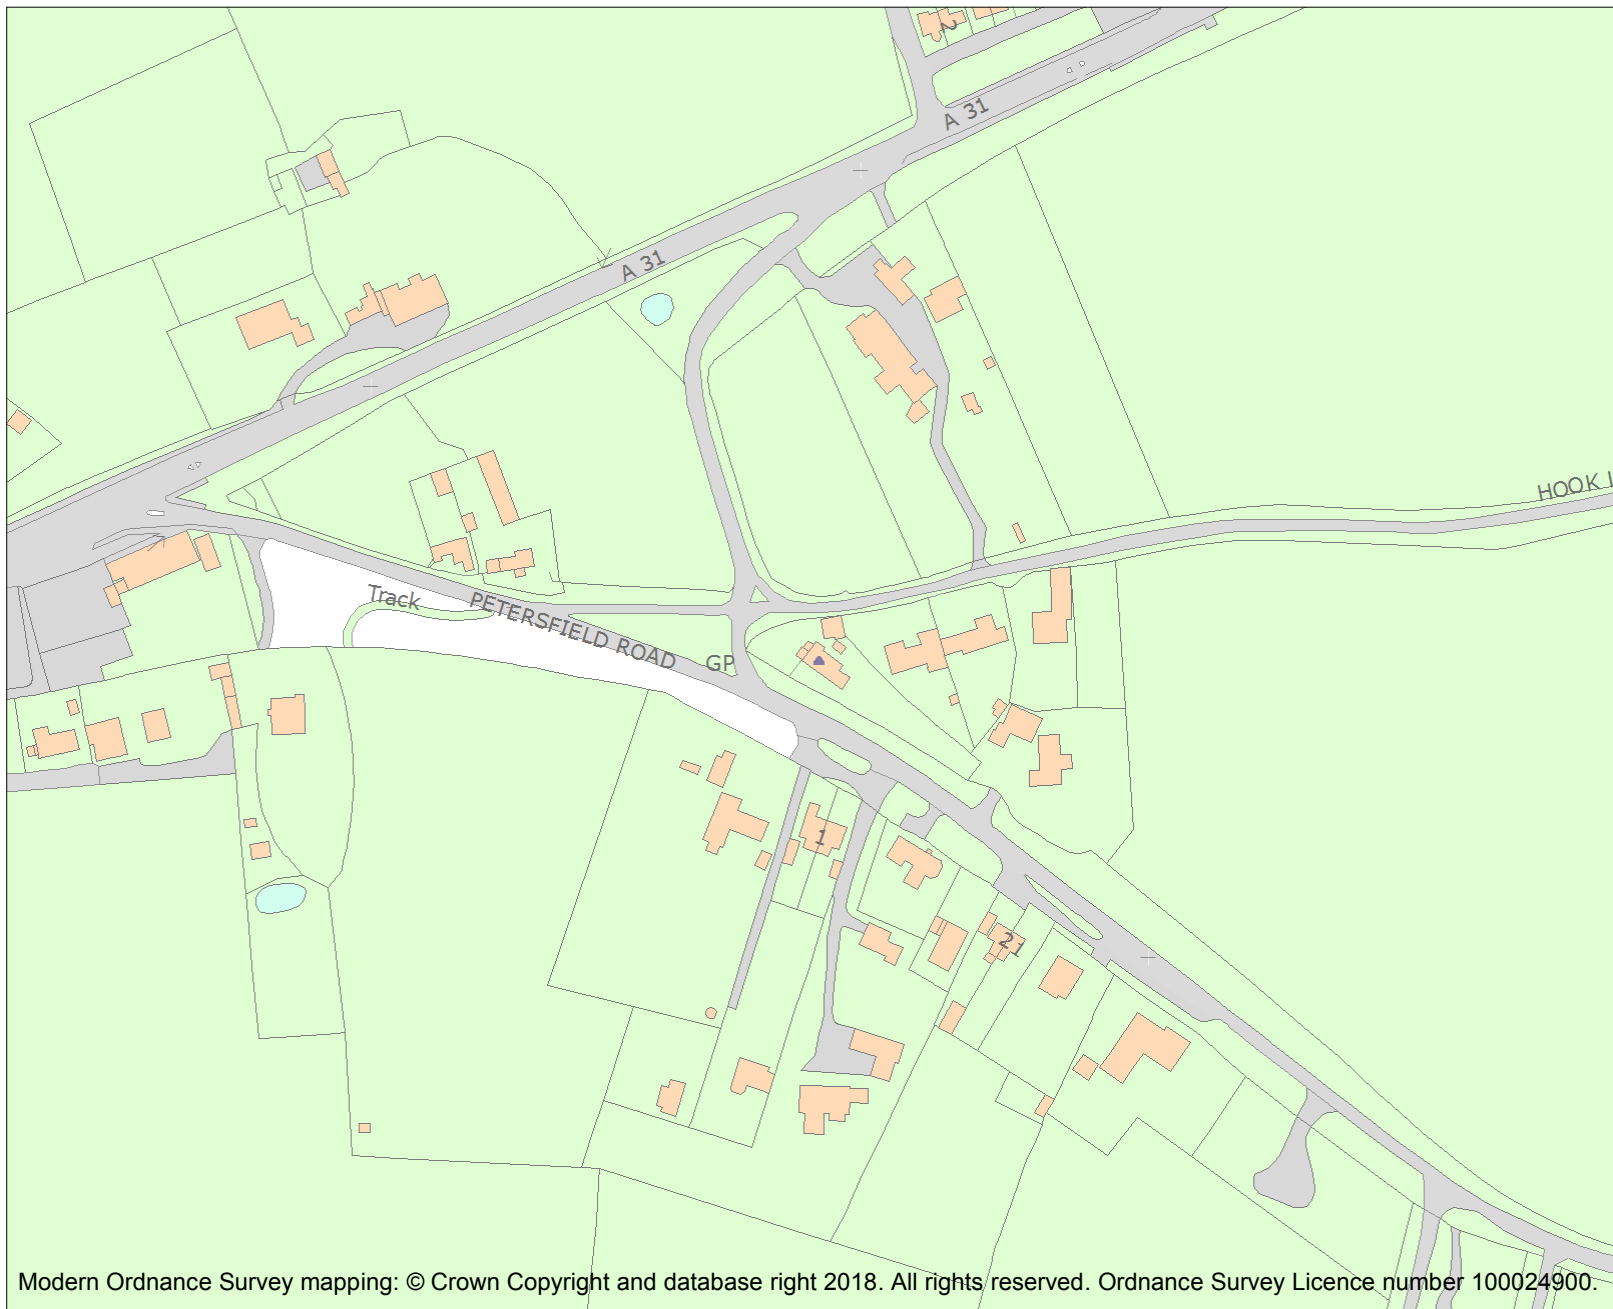 2
A 31
A 31
HOOK L
Track
PETERSFIELD ROAD
GP
1
21
Modern Ordnance Survey mapping: © Crown Copyright and database right 2018. All rights reserved. Ordnance Survey Licence number 100024900.